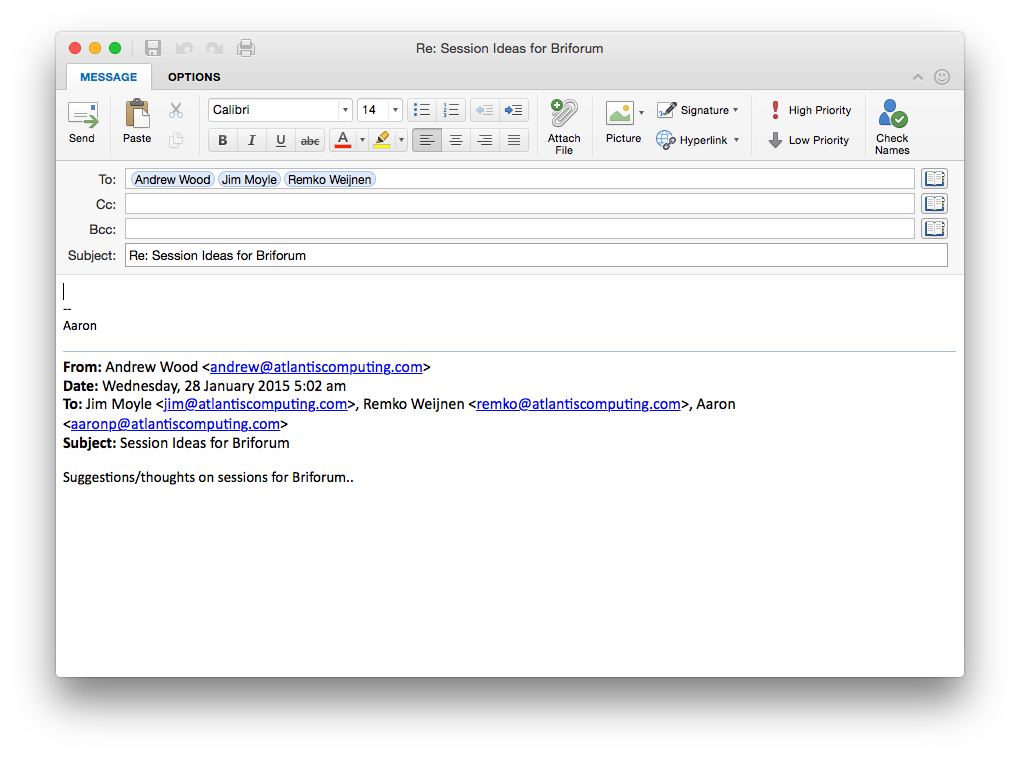 Re: Session Ideas for Briforum
MESSAGE OPTIONS
Send Paste Calibri 14 Attach File Picture Signature Hyperlink High Priority Low Priority Check Names
B I U abc A
To: Andrew Wood Jim Moyle Remko Weijnen
Cc:
Bcc:
Subject: Re: Session Ideas for Briforum
--
Aaron
From: Andrew Wood <andrew@atlantiscomputing.com>
Date: Wednesday, 28 January 2015 5:02 am
To: Jim Moyle <jim@atlantiscomputing.com>, Remko Weijnen <remko@atlantiscomputing.com>, Aaron
<aaronp@atlantiscomputing.com>
Subject: Session Ideas for Briforum
Suggestions/thoughts on sessions for Briforum..